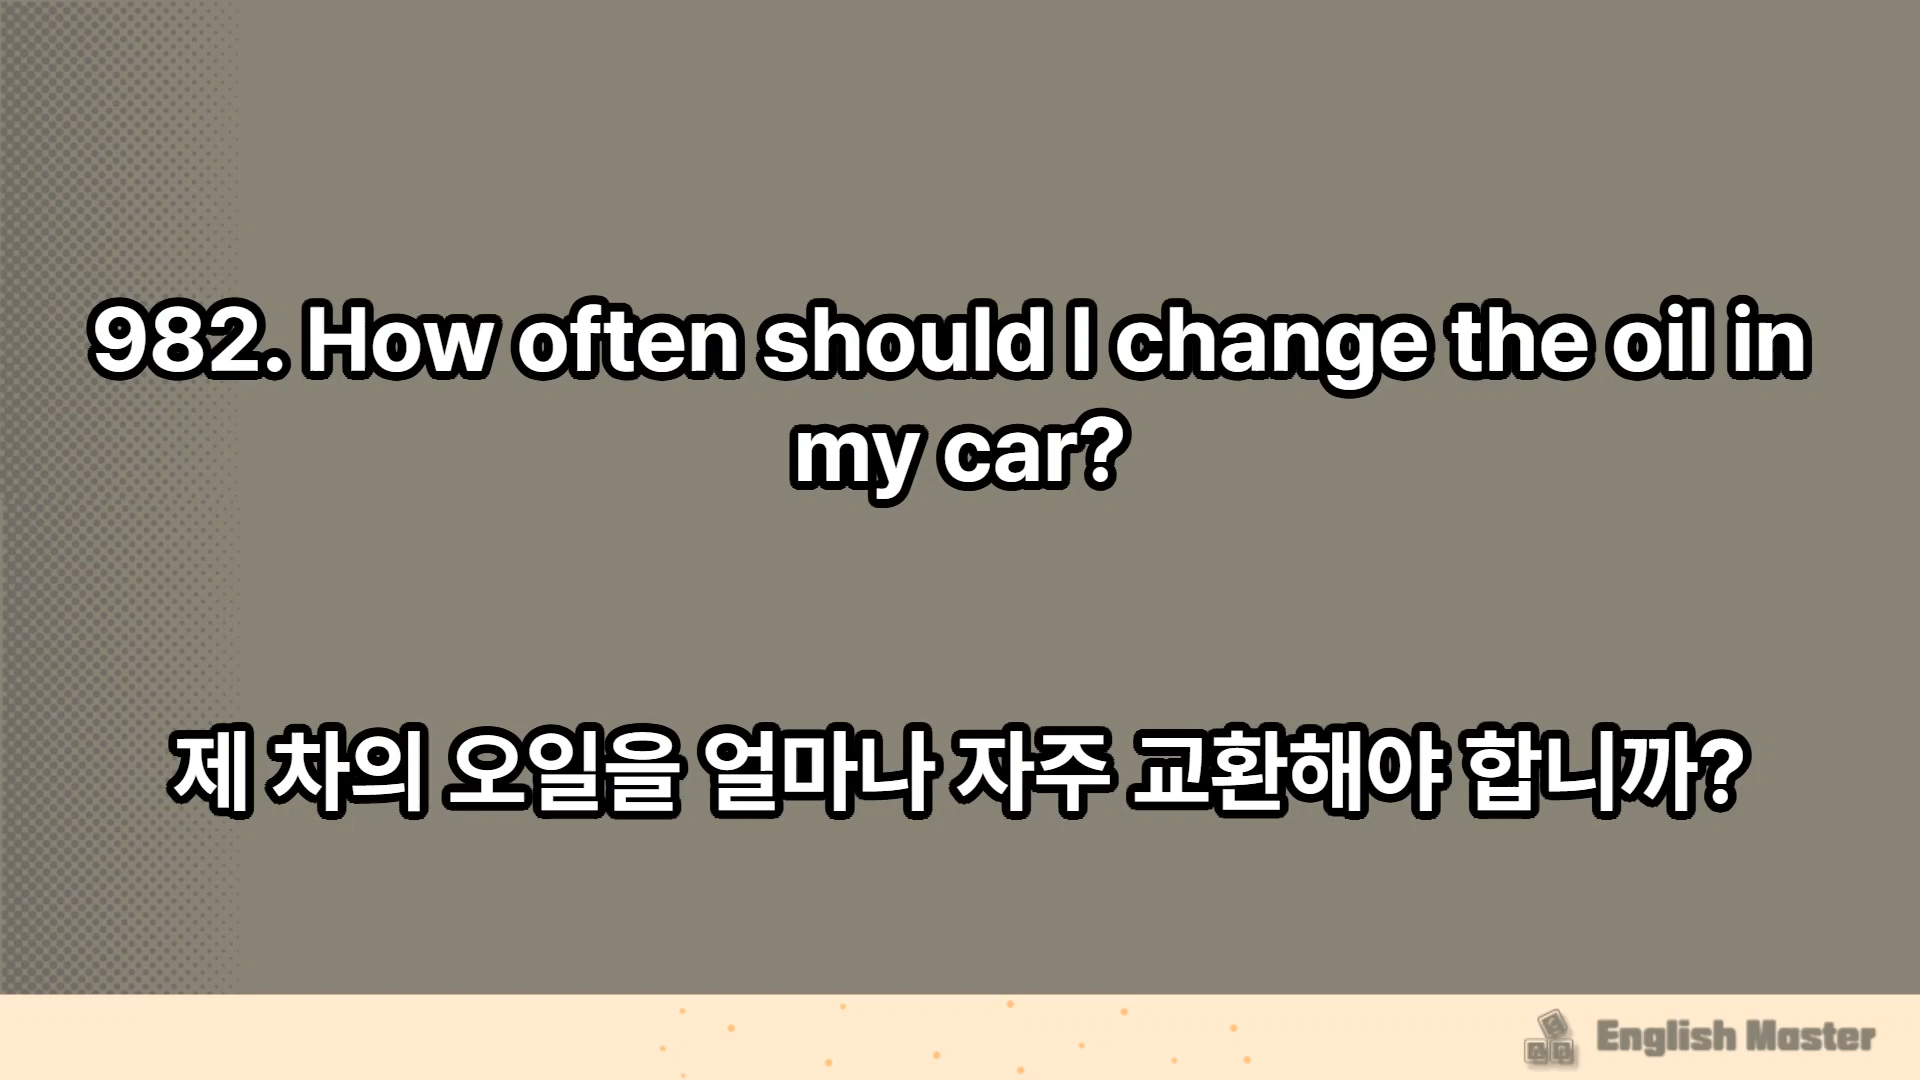 982. How often should I change the oil in
my car?
제 차의 오일을 얼마나 자주 교환해야 합니까?
English Master